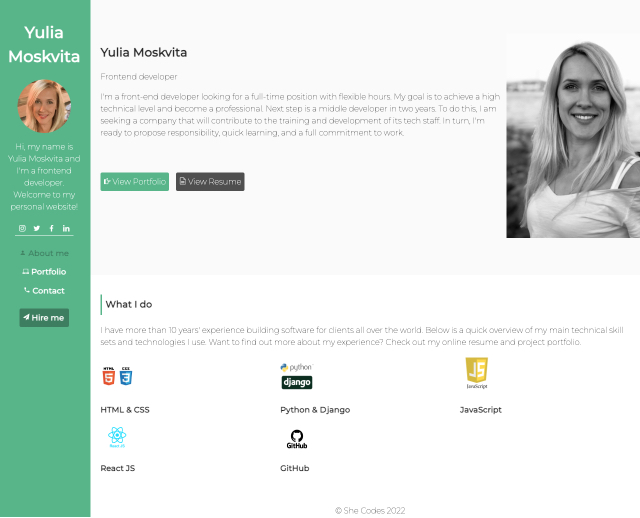 Yulia
Moskvita
Hi, my name is
Yulia Moskvita and
I'm a frontend
developer.
Welcome to my
personal website!
About me
Portfolio
Contact
Hire me
Yulia Moskvita
Frontend developer
I'm a front-end developer looking for a full-time position with flexible hours. My goal is to achieve a high
technical level and become a professional. Next step is a middle developer in two years. To do this, I am
seeking a company that will contribute to the training and development of its tech staff. In turn, I'm
ready to propose responsibility, quick learning, and a full commitment to work.
View Portfolio View Resume
What I do
I have more than 10 years' experience building software for clients all over the world. Below is a quick overview of my main technical skill
sets and technologies I use. Want to find out more about my experience? Check out my online resume and project portfolio.
HTML CSS
5 3
python
django
JS
JavaScript
HTML & CSS
Python & Django
JavaScript
React JS
GitHub
React JS
GitHub
© She Codes 2022